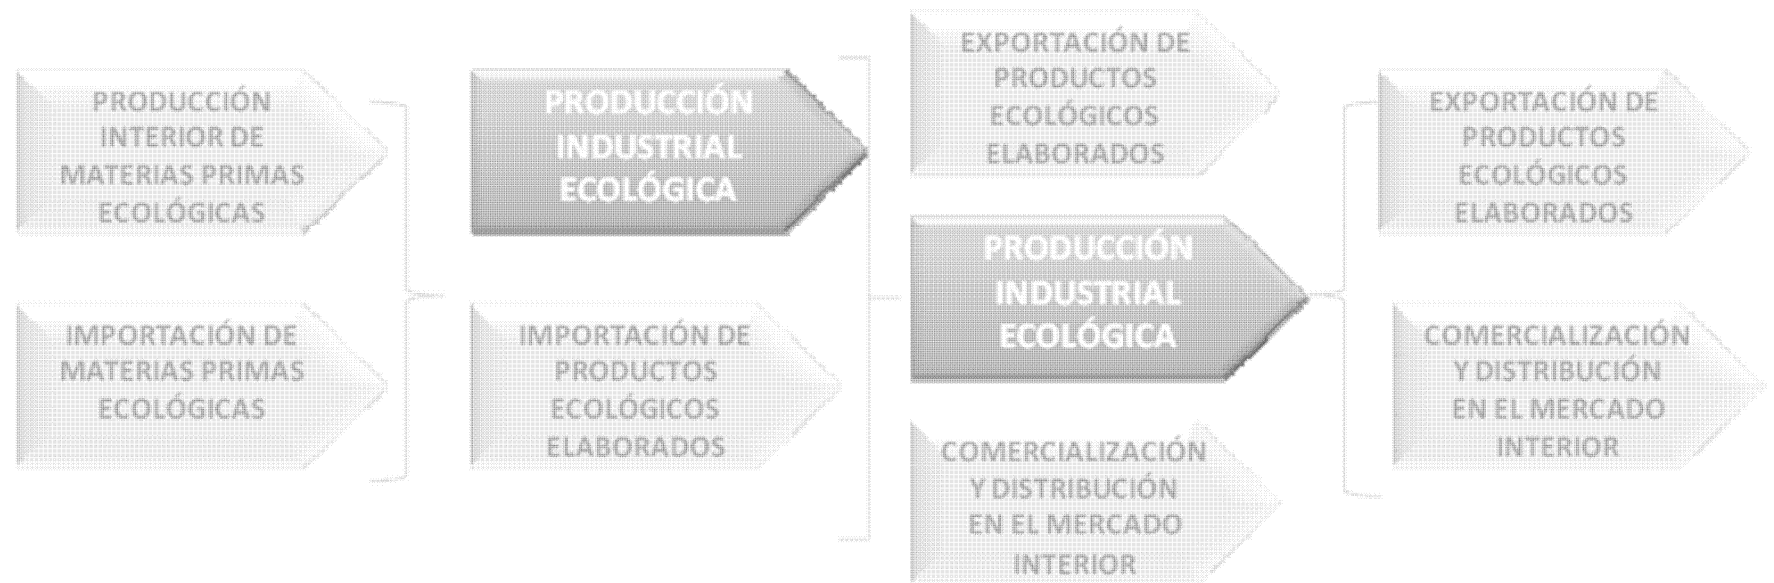 PRODUCCIÓN
INTERIOR DE
MATERIAS PRIMAS
ECOLÓGICAS
IMPORTACIÓN DE
MATERIAS PRIMAS
ECOLÓGICAS
PRODUCCIÓN
INDUSTRIAL
ECOLÓGICA
IMPORTACIÓN DE
PRODUCTOS
ECOLÓGICOS
ELABORADOS
EXPORTACIÓN DE
PRODUCTOS
ECOLÓGICOS
ELABORADOS
PRODUCCIÓN
INDUSTRIAL
ECOLÓGICA
COMERCIALIZACIÓN
Y DISTRIBUCIÓN
EN EL MERCADO
INTERIOR
EXPORTACIÓN DE
PRODUCTOS
ECOLÓGICOS
ELABORADOS
COMERCIALIZACIÓN
Y DISTRIBUCIÓN
EN EL MERCADO
INTERIOR